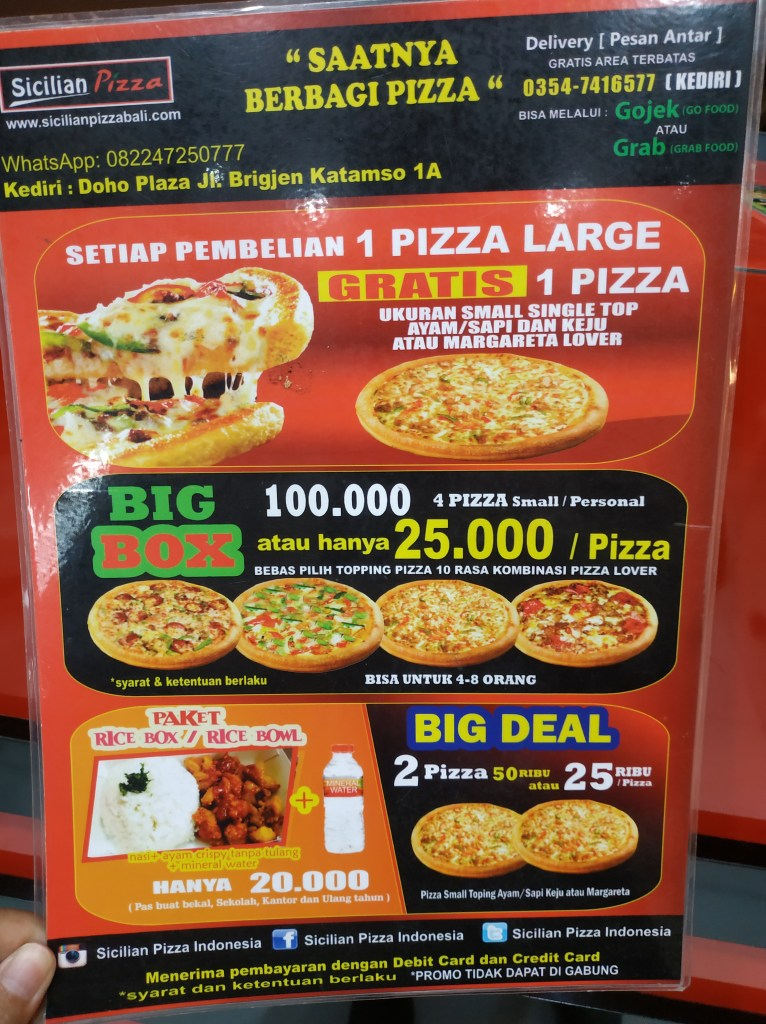 Sicilian Pizza
www.sicilianpizzabali.com
" SAATNYA
BERBAGI PIZZA "
Delivery [ Pesan Antar ]
GRATIS AREA TERBATAS
0354-7416577 ( KEDIRI )
BISA MELALUI : Gojek (GO FOOD)
ATAU
Grab (GRAB FOOD)
WhatsApp: 082247250777
Kediri : Doho Plaza Jl. Brigjen Katamso 1A
SETIAP PEMBELIAN 1 PIZZA LARGE
GRATIS 1 PIZZA
UKURAN SMALL SINGLE TOP
AYAM/SAPI DAN KEJU
ATAU MARGARETA LOVER
BIG BOX
100.000 4 PIZZA Small / Personal
atau hanya 25.000 / Pizza
BEBAS PILIH TOPPING PIZZA 10 RASA KOMBINASI PIZZA LOVER
*syarat & ketentuan berlaku
BISA UNTUK 4-8 ORANG
PAKET
RICE BOX // RICE BOWL
+
MINERAL
WATER
nasi+ ayam crispy tanpa tulang
+ mineral water
HANYA 20.000
( Pas buat bekal, Sekolah, Kantor dan Ulang tahun )
BIG DEAL
2 Pizza 50 RIBU atau 25 RIBU / Pizza
Pizza Small Toping Ayam/Sapi Keju atau Margareta
Sicilian Pizza Indonesia
Sicilian Pizza Indonesia
Sicilian Pizza Indonesia
Menerima pembayaran dengan Debit Card dan Credit Card
*syarat dan ketentuan berlaku *PROMO TIDAK DAPAT DI GABUNG